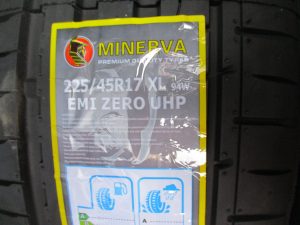 MINERVA
PREMIUM QUALITY TYRES
225/45R17 XL 94W
EMI ZERO UHP
A
A